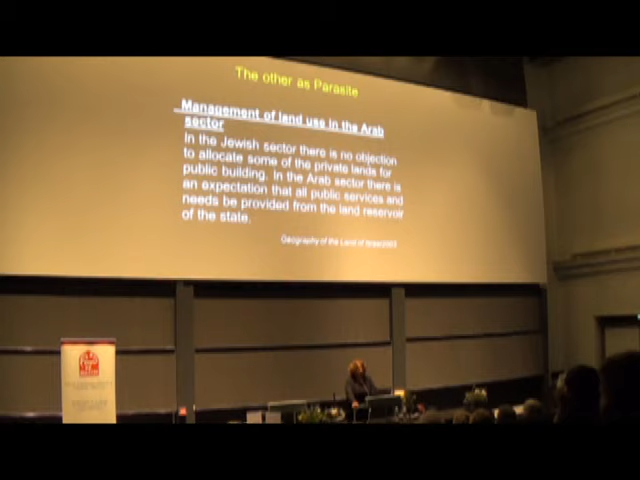 The other as Parasite
Management of land use in the Arab
sector
In the Jewish sector there is no objection
to allocate some of the private lands for
public building. In the Arab sector there is
an expectation that all public services and
needs be provided from the land reservoir
of the state.
Geography of the Land of Israel